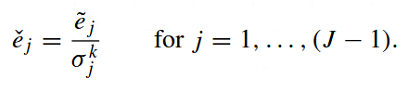 ě_j = ẽ_j / σ_j^k for j = 1, . . . , (J − 1).